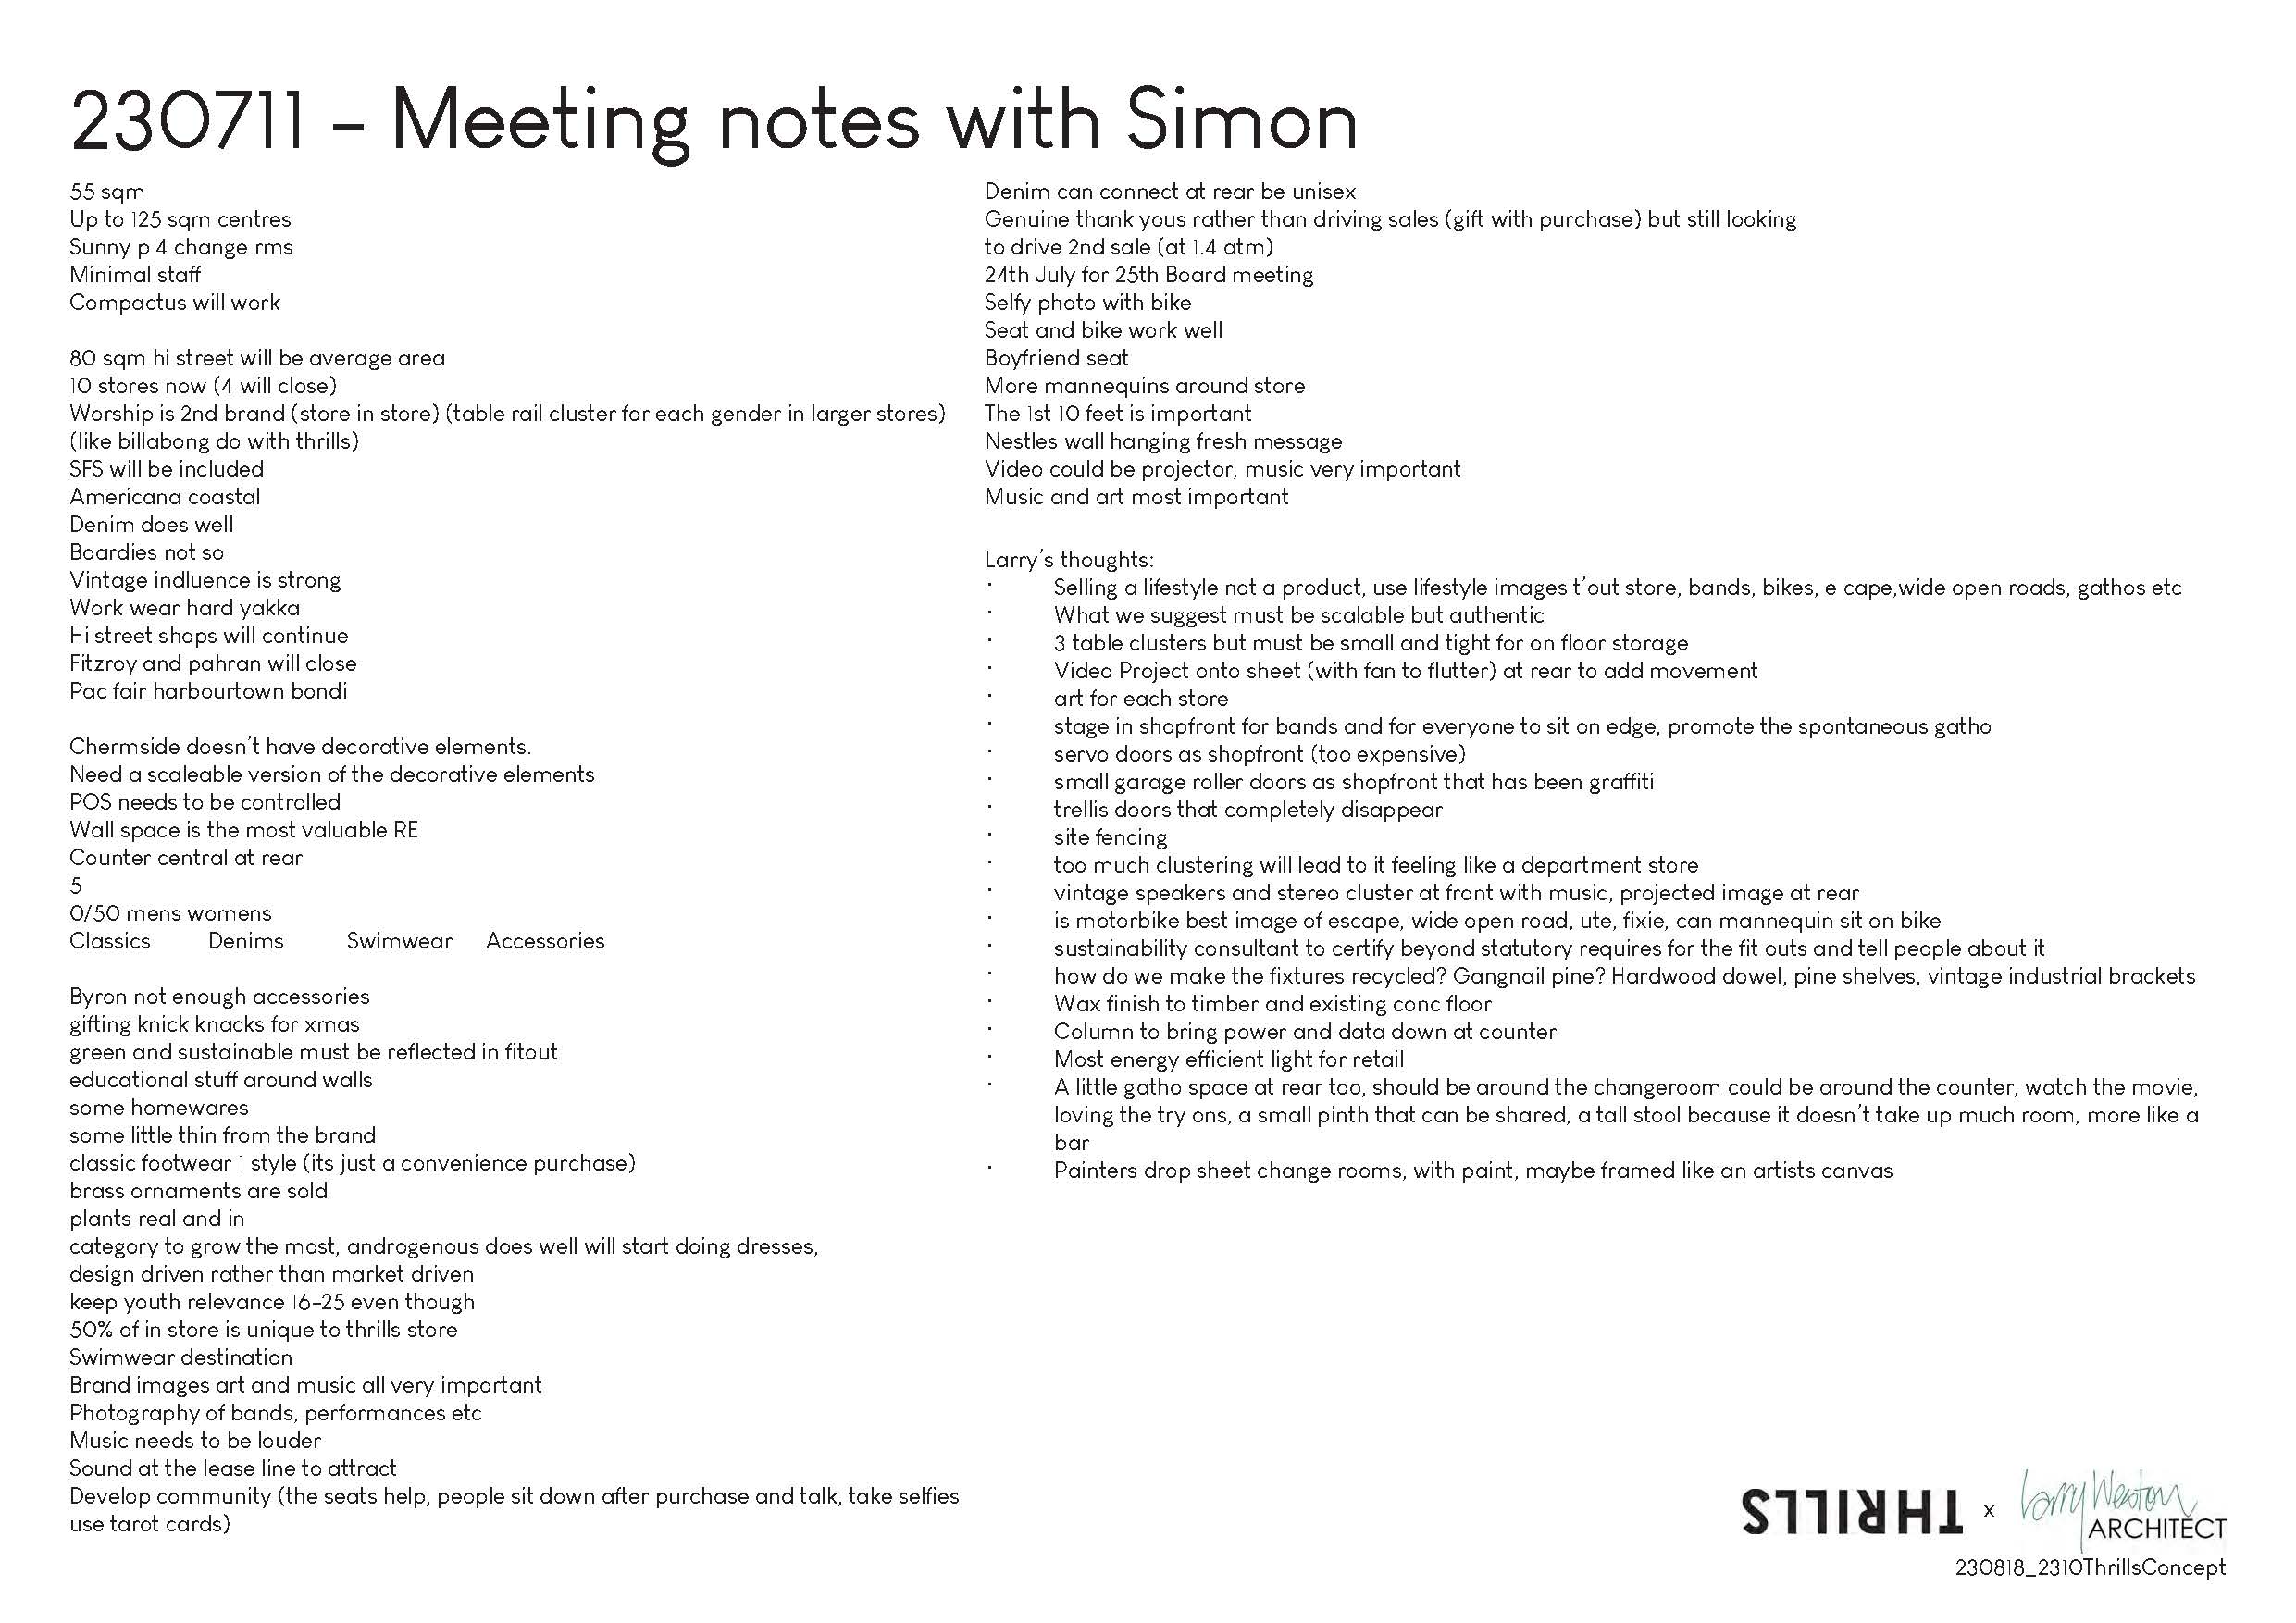 230711 – Meeting notes with Simon
55 sqm
Up to 125 sqm centres
Sunny p 4 change rms
Minimal staff
Compactus will work
80 sqm hi street will be average area
10 stores now (4 will close)
Worship is 2nd brand (store in store) (table rail cluster for each gender in larger stores)
(like billabong do with thrills)
SFS will be included
Americana coastal
Denim does well
Boardies not so
Vintage indluence is strong
Work wear hard yakka
Hi street shops will continue
Fitzroy and pahran will close
Pac fair harbourtown bondi
Chermside doesn't have decorative elements.
Need a scaleable version of the decorative elements
POS needs to be controlled
Wall space is the most valuable RE
Counter central at rear
5
0/50 mens womens
Classics Denims Swimwear Accessories
Byron not enough accessories
gifting knick knacks for xmas
green and sustainable must be reflected in fitout
educational stuff around walls
some homewares
some little thin from the brand
classic footwear 1 style (its just a convenience purchase)
brass ornaments are sold
plants real and in
category to grow the most, androgenous does well will start doing dresses,
design driven rather than market driven
keep youth relevance 16-25 even though
50% of in store is unique to thrills store
Swimwear destination
Brand images art and music all very important
Photography of bands, performances etc
Music needs to be louder
Sound at the lease line to attract
Develop community (the seats help, people sit down after purchase and talk, take selfies
use tarot cards)
Denim can connect at rear be unisex
Genuine thank yous rather than driving sales (gift with purchase) but still looking
to drive 2nd sale (at 1.4 atm)
24th July for 25th Board meeting
Selfy photo with bike
Seat and bike work well
Boyfriend seat
More mannequins around store
The 1st 10 feet is important
Nestles wall hanging fresh message
Video could be projector, music very important
Music and art most important
Larry's thoughts:
· Selling a lifestyle not a product, use lifestyle images t'out store, bands, bikes, e cape,wide open roads, gathos etc
· What we suggest must be scalable but authentic
· 3 table clusters but must be small and tight for on floor storage
· Video Project onto sheet (with fan to flutter) at rear to add movement
· art for each store
· stage in shopfront for bands and for everyone to sit on edge, promote the spontaneous gatho
· servo doors as shopfront (too expensive)
· small garage roller doors as shopfront that has been graffiti
· trellis doors that completely disappear
· site fencing
· too much clustering will lead to it feeling like a department store
· vintage speakers and stereo cluster at front with music, projected image at rear
· is motorbike best image of escape, wide open road, ute, fixie, can mannequin sit on bike
· sustainability consultant to certify beyond statutory requires for the fit outs and tell people about it
· how do we make the fixtures recycled? Gangnail pine? Hardwood dowel, pine shelves, vintage industrial brackets
· Wax finish to timber and existing conc floor
· Column to bring power and data down at counter
· Most energy efficient light for retail
· A little gatho space at rear too, should be around the changeroom could be around the counter, watch the movie,
loving the try ons, a small pinth that can be shared, a tall stool because it doesn't take up much room, more like a
bar
· Painters drop sheet change rooms, with paint, maybe framed like an artists canvas
THRILLS x Larry Weston
ARCHITECT
230818_2310ThrillsConcept